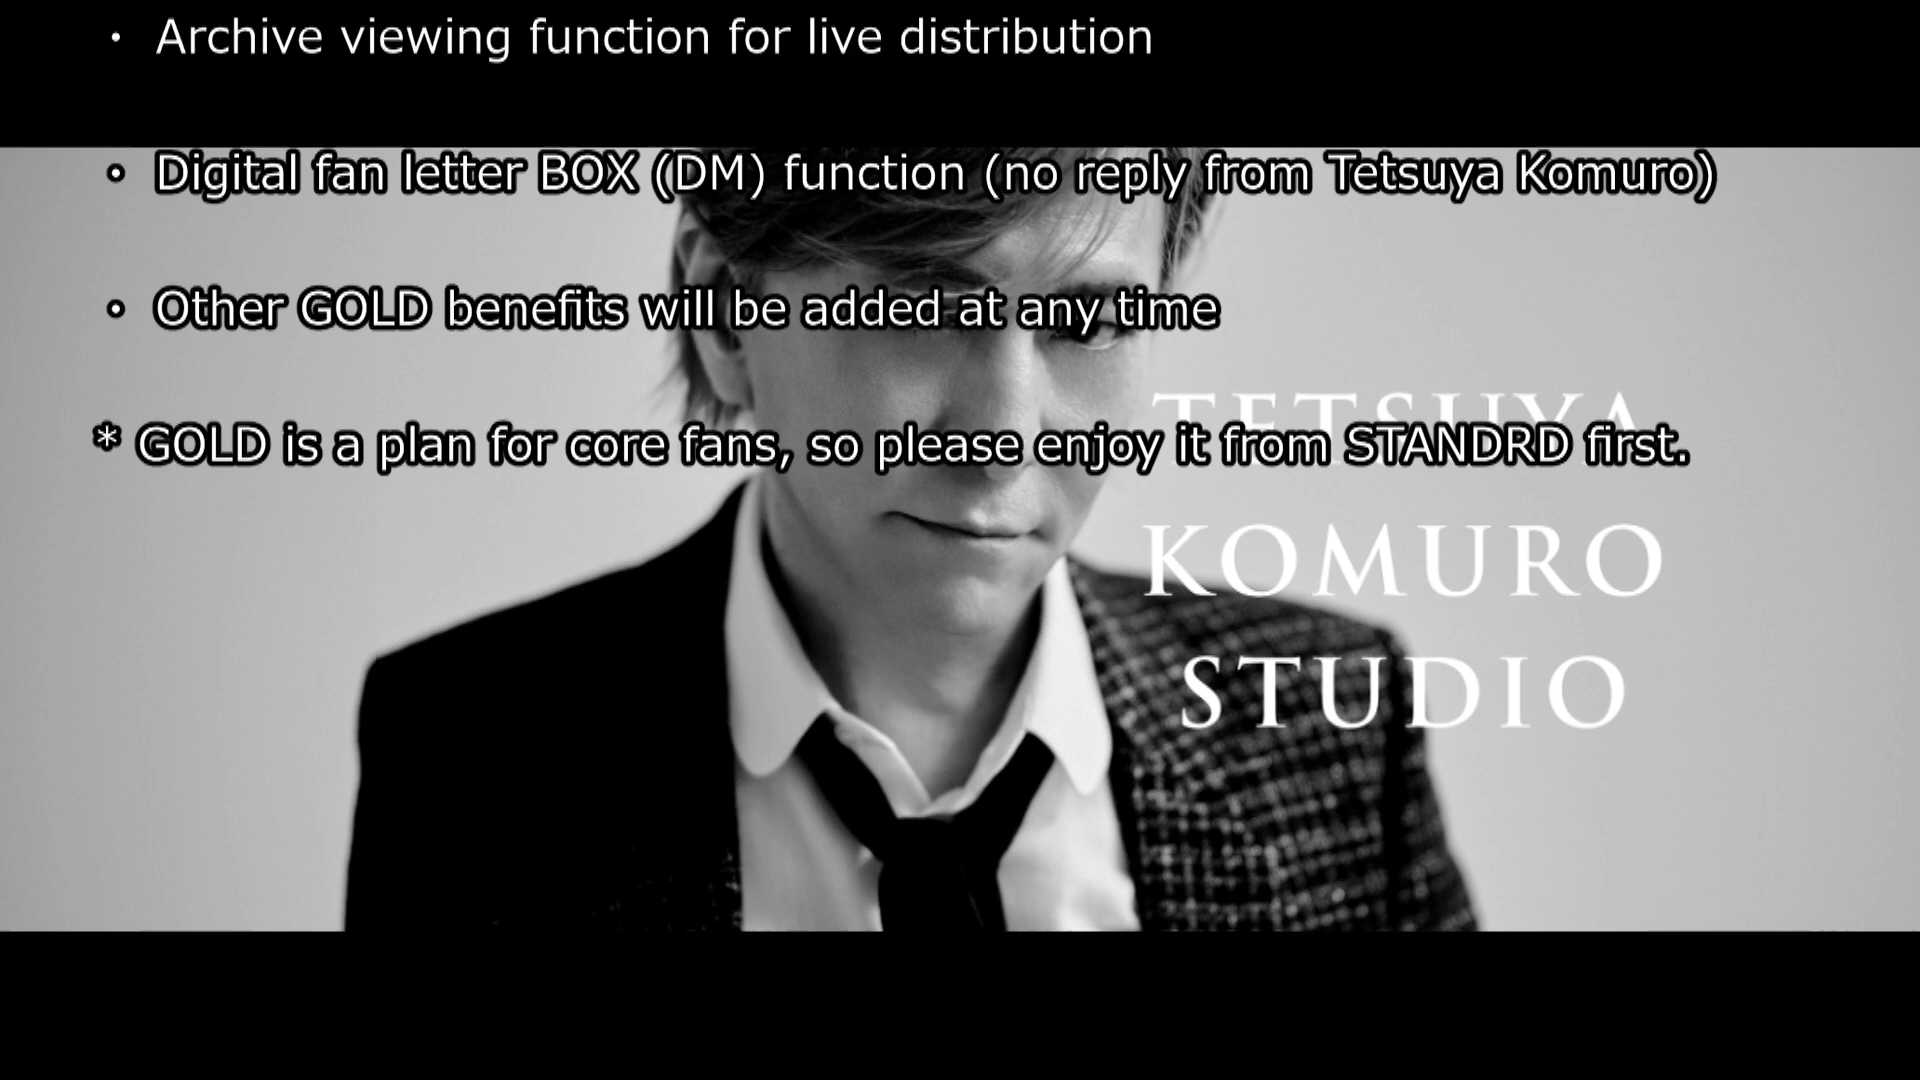 • Archive viewing function for live distribution
• Digital fan letter BOX (DM) function (no reply from Tetsuya Komuro)
• Other GOLD benefits will be added at any time
* GOLD is a plan for core fans, so please enjoy it from STANDRD first.
TETSUYA
KOMURO
STUDIO